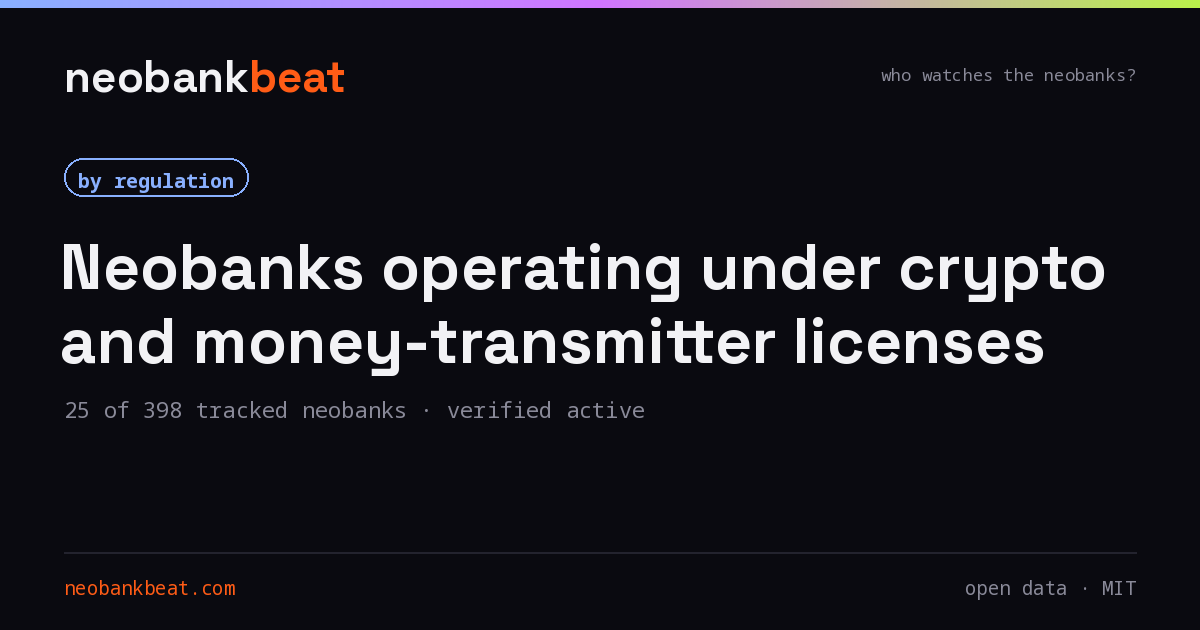 neobankbeat
who watches the neobanks?
by regulation
Neobanks operating under crypto
and money-transmitter licenses
25 of 398 tracked neobanks · verified active
neobankbeat.com
open data · MIT